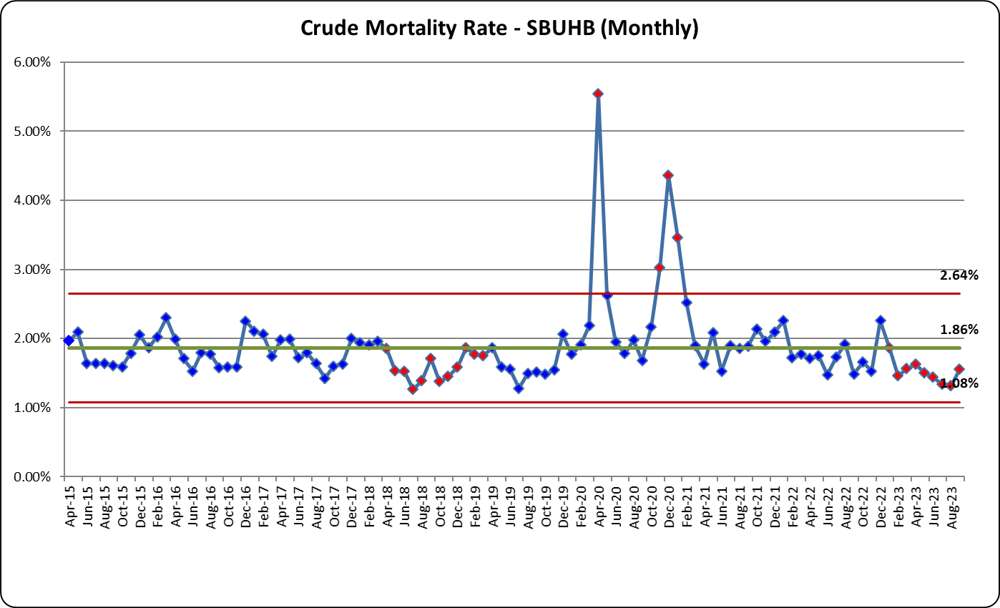 Crude Mortality Rate - SBUHB (Monthly)
6.00%
5.00%
4.00%
3.00%
2.00%
1.00%
0.00%
2.64%
1.86%
1.08%
Apr-15
Jun-15
Aug-15
Oct-15
Dec-15
Feb-16
Apr-16
Jun-16
Aug-16
Oct-16
Dec-16
Feb-17
Apr-17
Jun-17
Aug-17
Oct-17
Dec-17
Feb-18
Apr-18
Jun-18
Aug-18
Oct-18
Dec-18
Feb-19
Apr-19
Jun-19
Aug-19
Oct-19
Dec-19
Feb-20
Apr-20
Jun-20
Aug-20
Oct-20
Dec-20
Feb-21
Apr-21
Jun-21
Aug-21
Oct-21
Dec-21
Feb-22
Apr-22
Jun-22
Aug-22
Oct-22
Dec-22
Feb-23
Apr-23
Jun-23
Aug-23